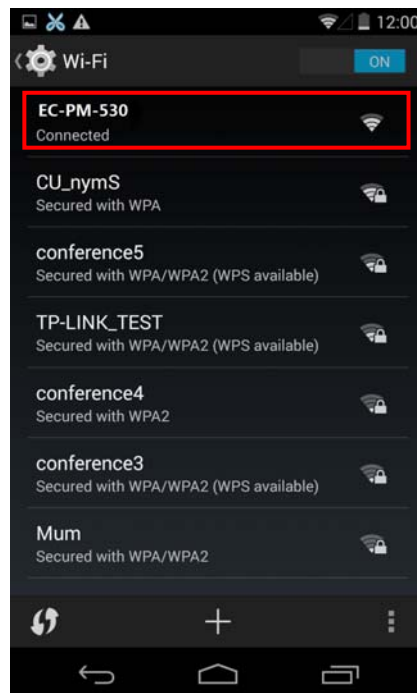 12:00
Wi-Fi
ON
EC-PM-530
Connected
CU_nymS
Secured with WPA
conference5
Secured with WPA/WPA2 (WPS available)
TP-LINK_TEST
Secured with WPA/WPA2 (WPS available)
conference4
Secured with WPA2
conference3
Secured with WPA/WPA2 (WPS available)
Mum
Secured with WPA/WPA2